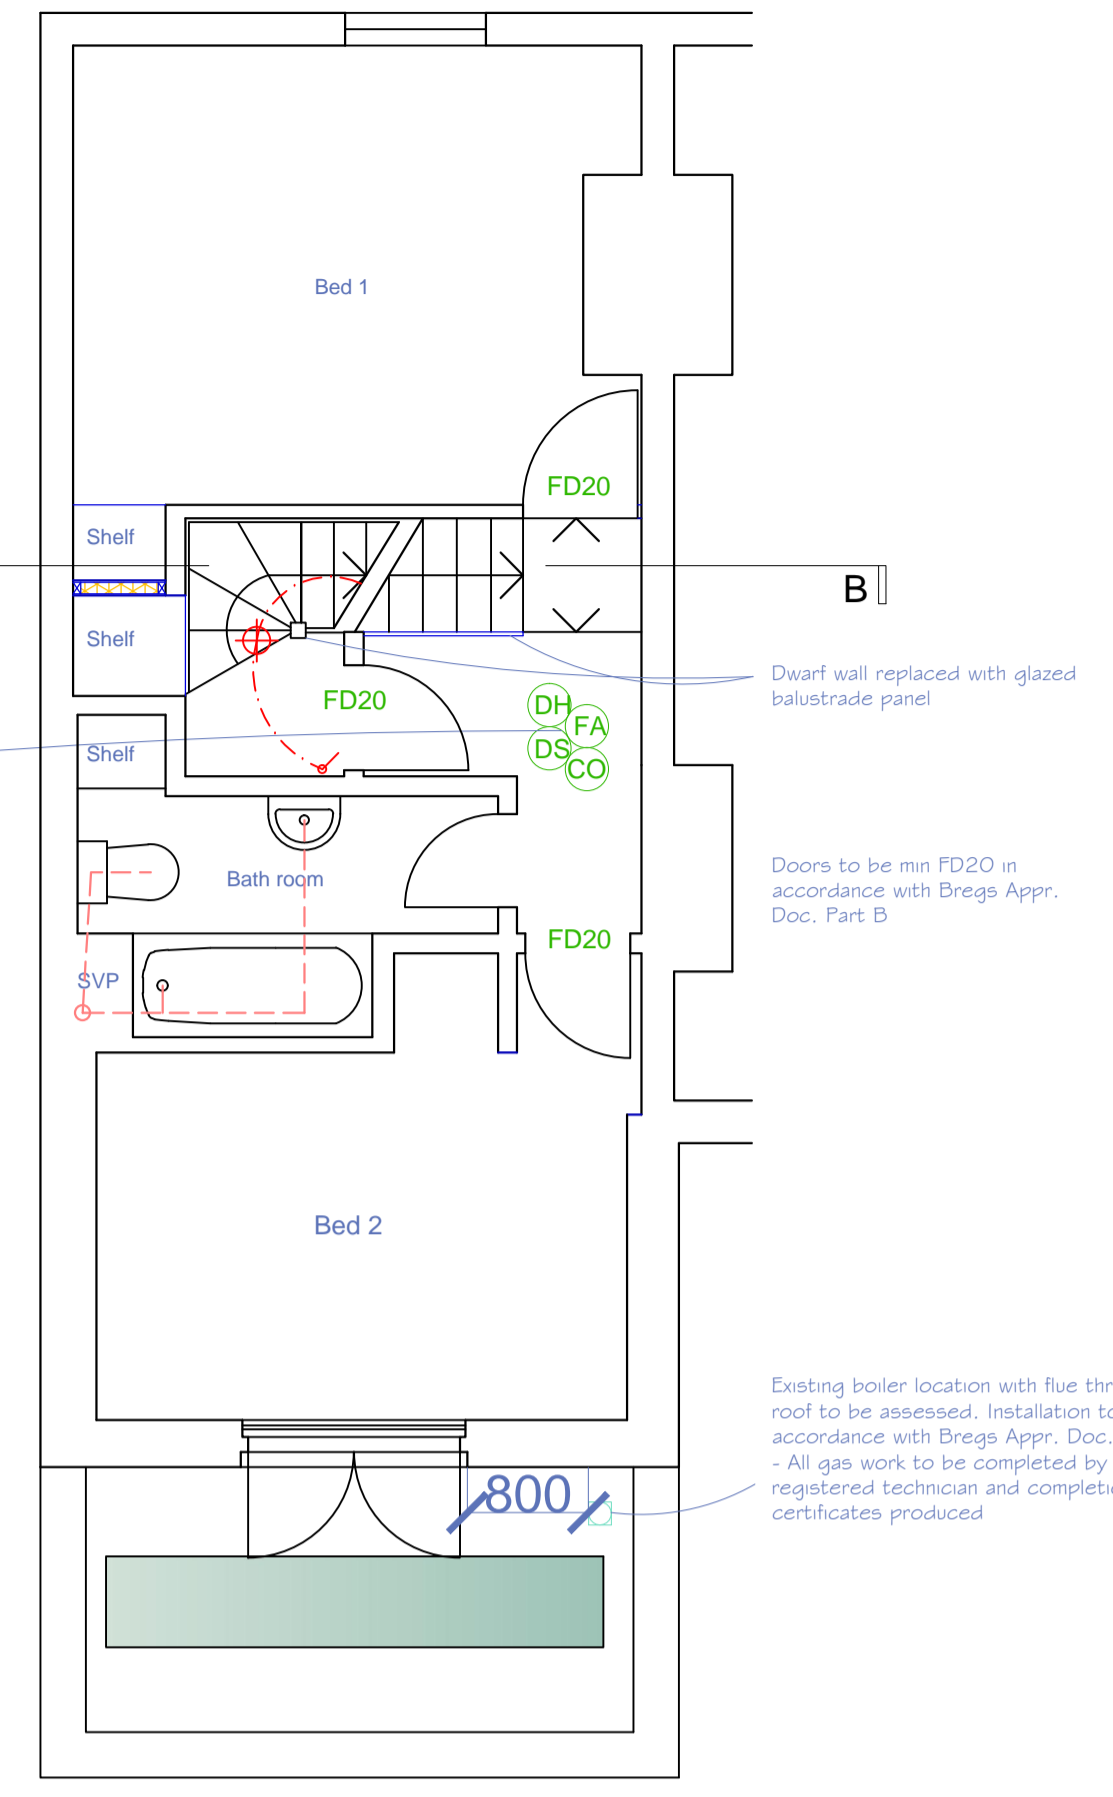 Bed 1
FD20
Shelf
B
Shelf
Dwarf wall replaced with glazed
balustrade panel
FD20
DH
FA
DS
CO
Shelf
Bath room
Doors to be min FD20 in
accordance with Bregs Appr.
Doc. Part B
FD20
SVP
Bed 2
Existing boiler location with flue thr
roof to be assessed. Installation to
accordance with Bregs Appr. Doc.
- All gas work to be completed by
registered technician and completi
certificates produced
800